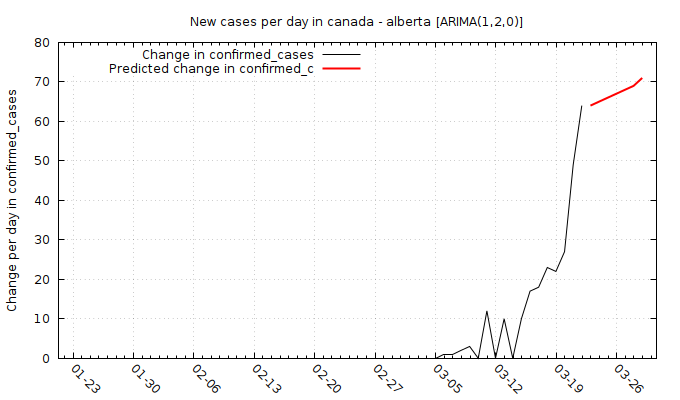 New cases per day in canada - alberta [ARIMA(1,2,0)]
Change in confirmed_cases
Predicted change in confirmed_c
Change per day in confirmed_cases
80
70
60
50
40
30
20
10
0
01-23 01-30 02-06 02-13 02-20 02-27 03-05 03-12 03-19 03-26